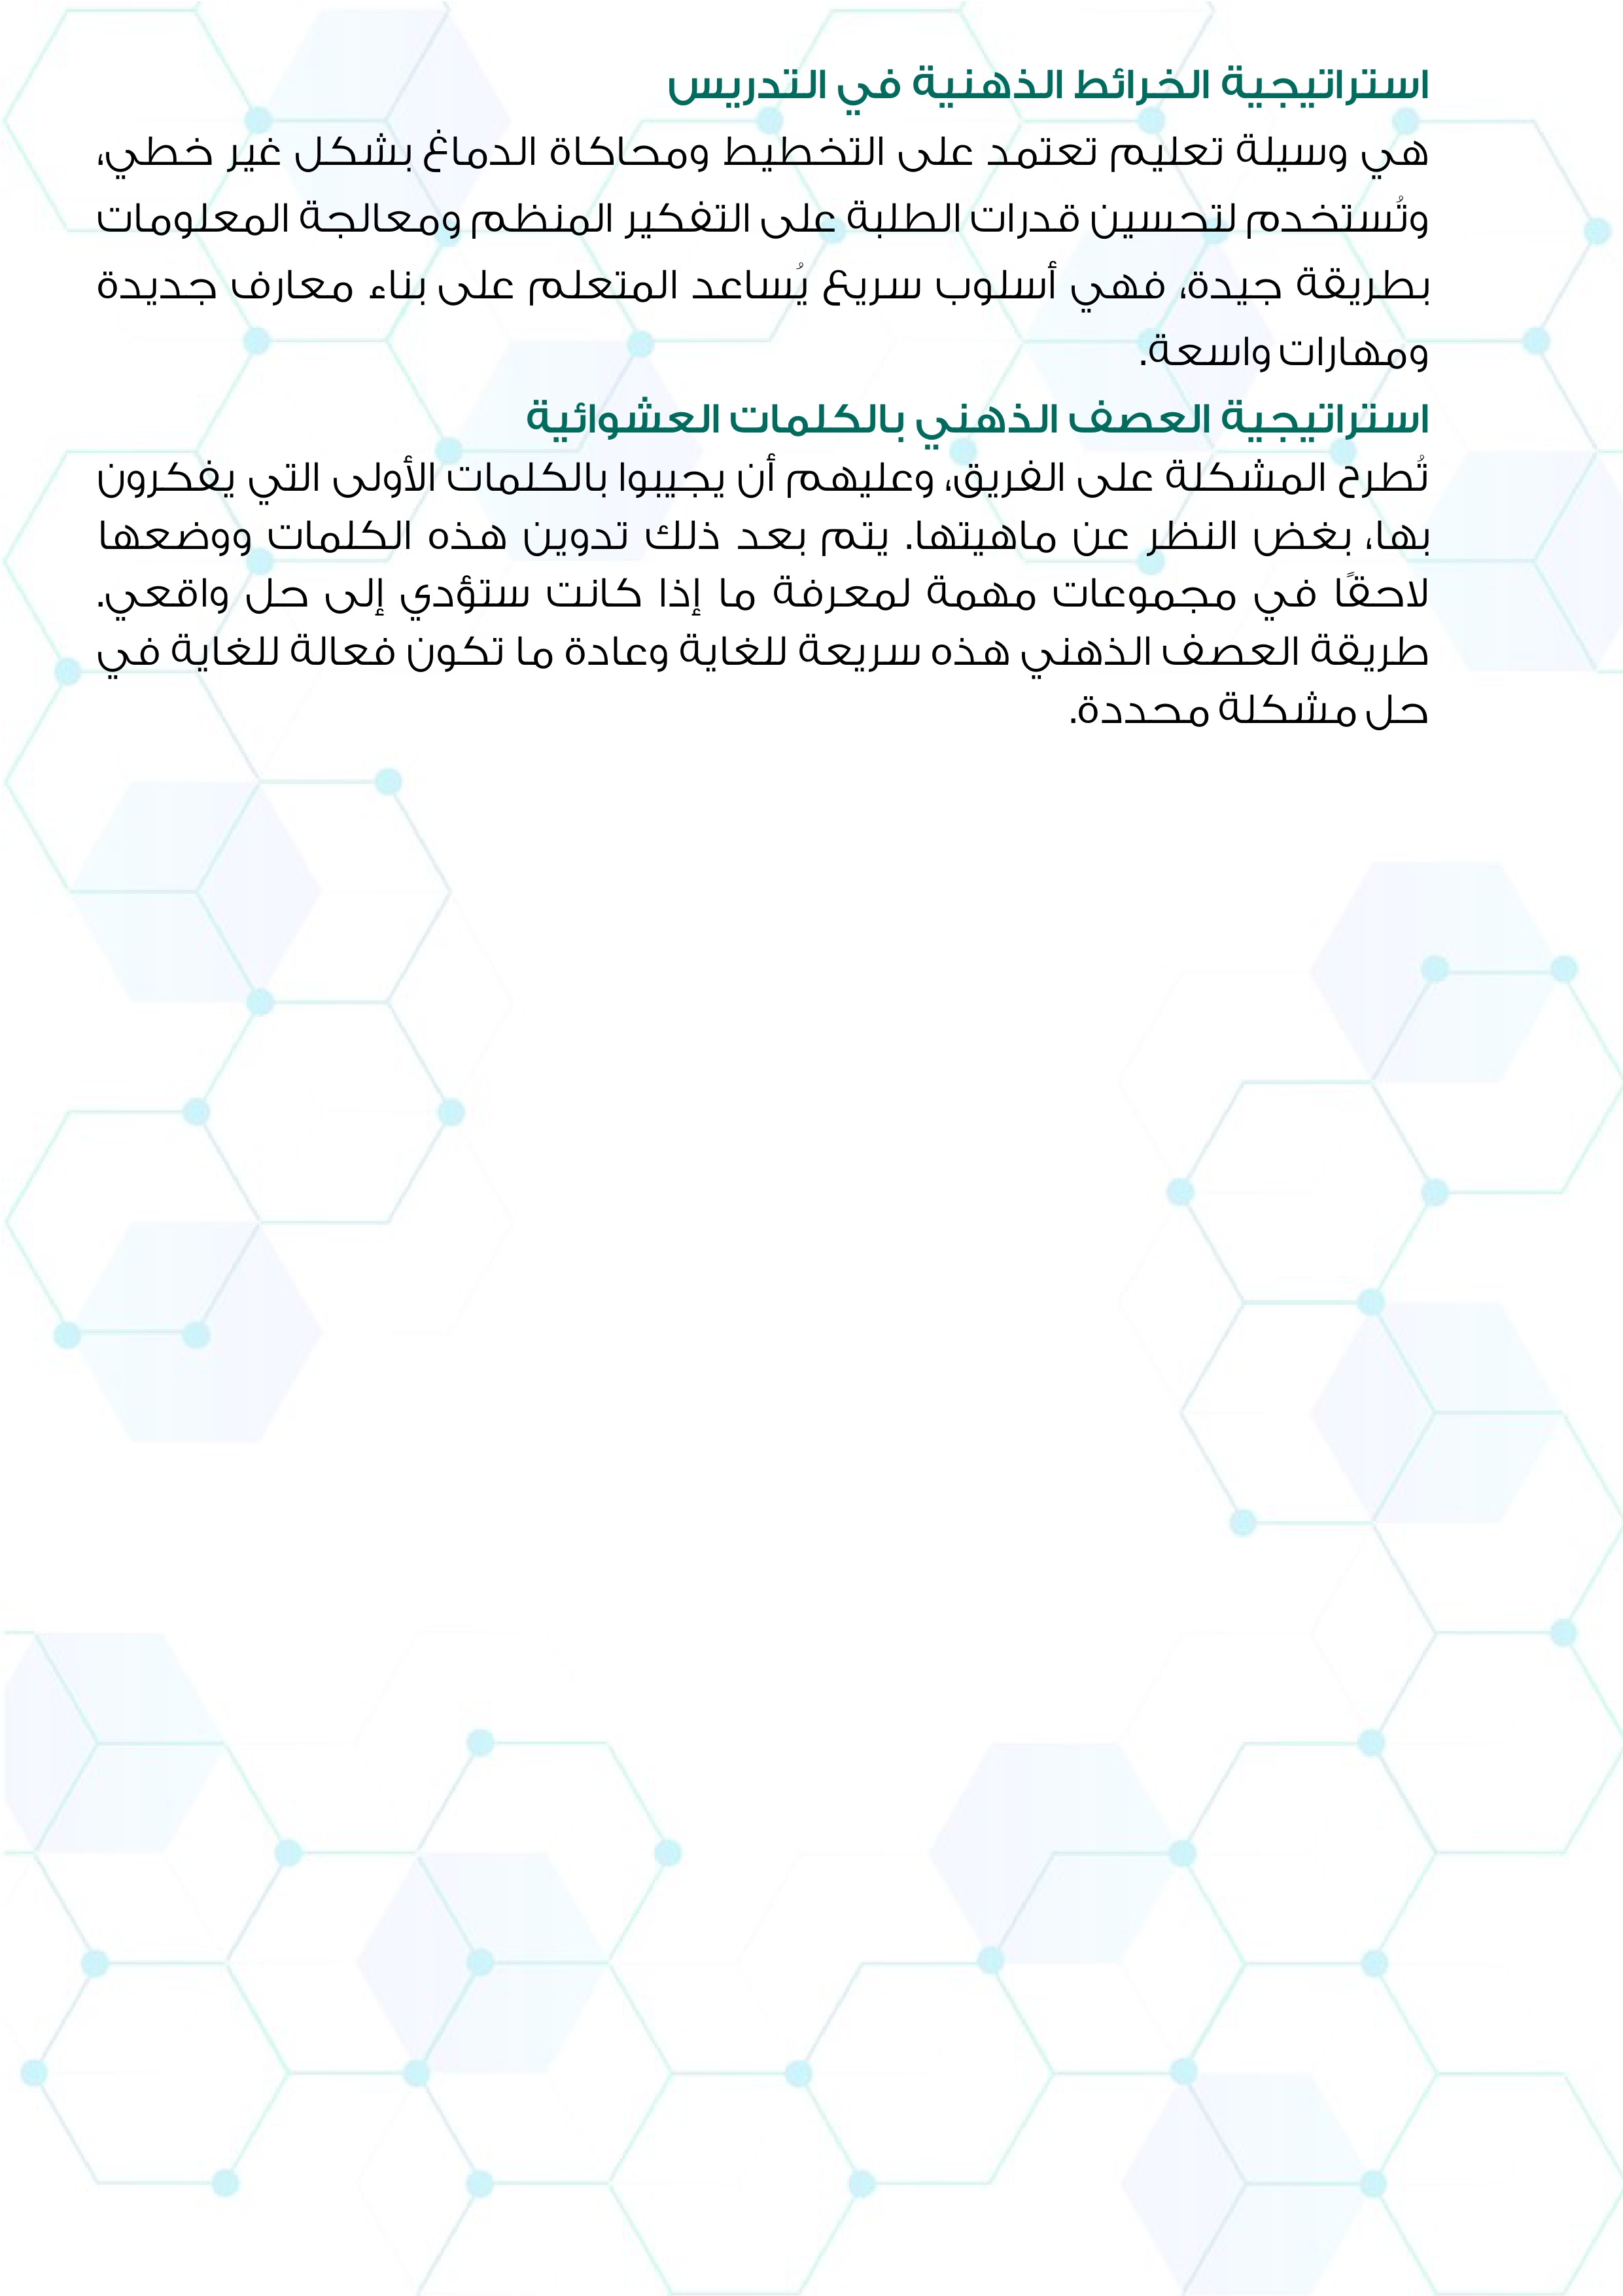 استراتيجية الخرائط الذهنية في التدريس
هي وسيلة تعليم تعتمد على التخطيط ومحاكاة الدماغ بشكل غير خطي،
وتُستخدم لتحسين قدرات الطلبة على التفكير المنظم ومعالجة المعلومات
بطريقة جيدة، فهي أسلوب سريع يُساعد المتعلم على بناء معارف جديدة
ومهارات واسعة.
استراتيجية العصف الذهني بالكلمات العشوائية
تُطرح المشكلة على الفريق، وعليهم أن يجيبوا بالكلمات الأولى التي يفكرون
بها، بغض النظر عن ماهيتها. يتم بعد ذلك تدوين هذه الكلمات ووضعها
لاحقًا في مجموعات مهمة لمعرفة ما إذا كانت ستؤدي إلى حل واقعي.
طريقة العصف الذهني هذه سريعة للغاية وعادة ما تكون فعالة للغاية في
حل مشكلة محددة.